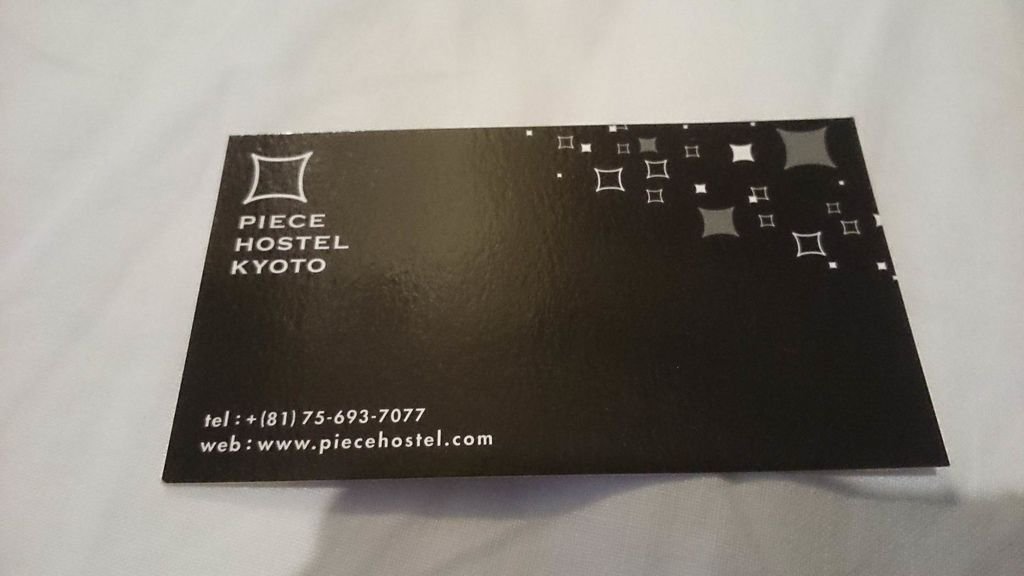 PIECE
HOSTEL
KYOTO
tel : +(81) 75-693-7077
web : www.piecehostel.com